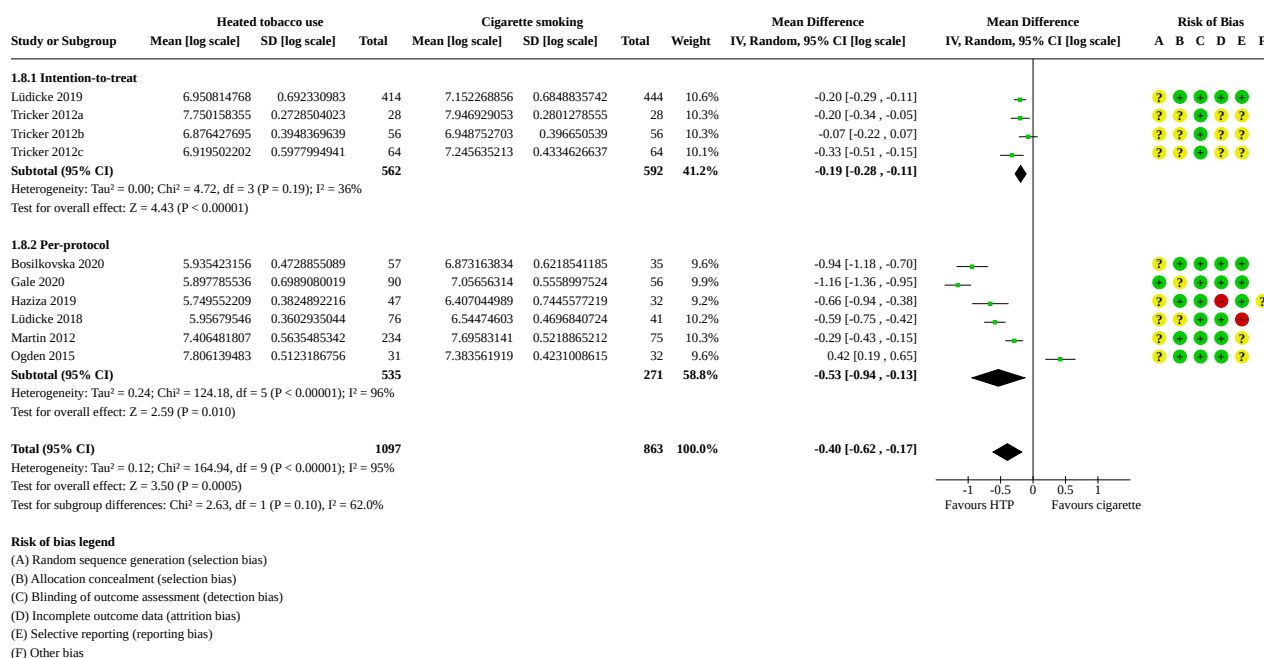 Heated tobacco use Cigarette smoking Mean Difference Mean Difference Risk of Bias
Study or Subgroup Mean [log scale] SD [log scale] Total Mean [log scale] SD [log scale] Total Weight IV, Random, 95% CI [log scale] IV, Random, 95% CI [log scale] A B C D E F
1.8.1 Intention-to-treat
Lüdicke 2019 6.950814768 0.692330983 414 7.152268856 0.6848835742 444 10.6% -0.20 [-0.29 , -0.11] ? + + + +
Tricker 2012a 7.750158355 0.2728504023 28 7.946929053 0.2801278555 28 10.3% -0.20 [-0.34 , -0.05] ? ? + ? ?
Tricker 2012b 6.876427695 0.3948369639 56 6.948752703 0.396650539 56 10.3% -0.07 [-0.22 , 0.07] ? ? + ? ?
Tricker 2012c 6.919502202 0.5977994941 64 7.245635213 0.4334626637 64 10.1% -0.33 [-0.51 , -0.15] ? ? + ? ?
Subtotal (95% CI) 562 592 41.2% -0.19 [-0.28 , -0.11]
Heterogeneity: Tau² = 0.00; Chi² = 4.72, df = 3 (P = 0.19); I² = 36%
Test for overall effect: Z = 4.43 (P < 0.00001)
1.8.2 Per-protocol
Bosilkovska 2020 5.935423156 0.4728855089 57 6.873163834 0.6218541185 35 9.6% -0.94 [-1.18 , -0.70] ? + + + +
Gale 2020 5.897785536 0.6989080019 90 7.05656314 0.5558997524 56 9.9% -1.16 [-1.36 , -0.95] + ? + + +
Haziza 2019 5.749552209 0.3824892216 47 6.407044989 0.7445577219 32 9.2% -0.66 [-0.94 , -0.38] ? + + - + ?
Lüdicke 2018 5.95679546 0.3602935044 76 6.54474603 0.4696840724 41 10.2% -0.59 [-0.75 , -0.42] ? ? + + -
Martin 2012 7.406481807 0.5635485342 234 7.69583141 0.5218865212 75 10.3% -0.29 [-0.43 , -0.15] ? + + + ?
Ogden 2015 7.806139483 0.5123186756 31 7.383561919 0.4231008615 32 9.6% 0.42 [0.19 , 0.65] ? + + + ?
Subtotal (95% CI) 535 271 58.8% -0.53 [-0.94 , -0.13]
Heterogeneity: Tau² = 0.24; Chi² = 124.18, df = 5 (P < 0.00001); I² = 96%
Test for overall effect: Z = 2.59 (P = 0.010)
Total (95% CI) 1097 863 100.0% -0.40 [-0.62 , -0.17]
Heterogeneity: Tau² = 0.12; Chi² = 164.94, df = 9 (P < 0.00001); I² = 95%
Test for overall effect: Z = 3.50 (P = 0.0005)
Test for subgroup differences: Chi² = 2.63, df = 1 (P = 0.10), I² = 62.0%
-1 -0.5 0 0.5 1
Favours HTP Favours cigarette
Risk of bias legend
(A) Random sequence generation (selection bias)
(B) Allocation concealment (selection bias)
(C) Blinding of outcome assessment (detection bias)
(D) Incomplete outcome data (attrition bias)
(E) Selective reporting (reporting bias)
(F) Other bias